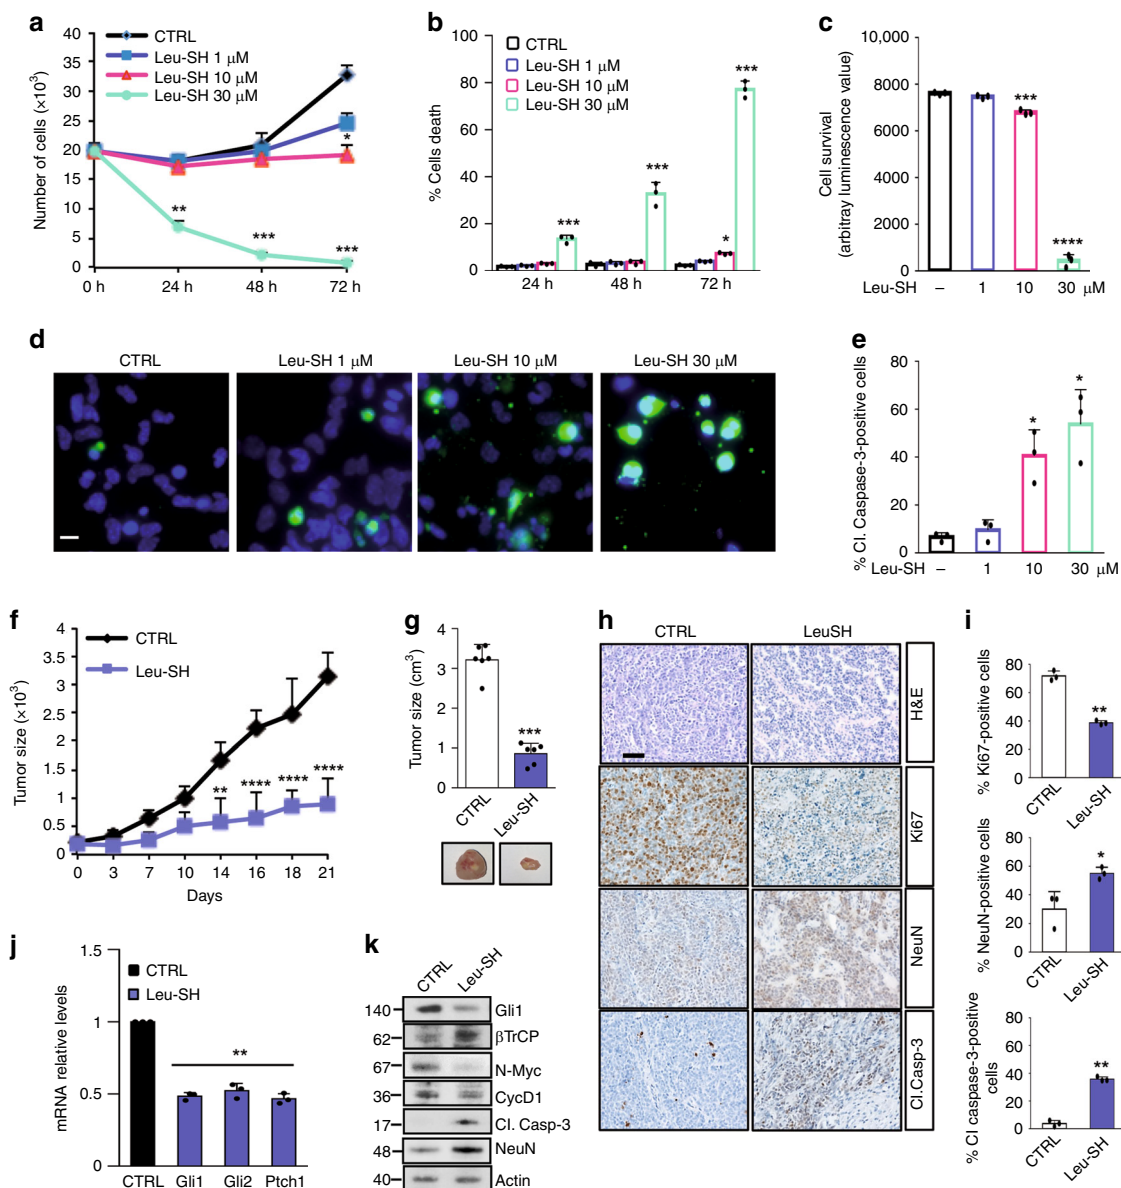 a
Number of cells (×10³)
40
35
30
25
20
15
10
5
0
CTRL
Leu-SH 1 μM
Leu-SH 10 μM
Leu-SH 30 μM
*
**
***
***
0 h
24 h
48 h
72 h
b
% Cells death
100
80
60
40
20
0
CTRL
Leu-SH 1 μM
Leu-SH 10 μM
Leu-SH 30 μM
***
***
*
***
24 h
48 h
72 h
c
Cell survival
(arbitray luminescence value)
10,000
8000
6000
4000
2000
0
***
****
Leu-SH – 1 10 30 μM
d
CTRL
Leu-SH 1 μM
Leu-SH 10 μM
Leu-SH 30 μM
e
% Cl. Caspase-3-positive cells
80
60
40
20
0
*
*
Leu-SH – 1 10 30 μM
f
Tumor size (×10³)
4
3.5
3
2.5
2
1.5
1
0.5
0
CTRL
Leu-SH
**
****
****
****
0 3 7 10 14 16 18 21
Days
g
Tumor size (cm³)
4
3
2
1
0
***
CTRL
Leu-SH
h
CTRL
LeuSH
H&E
Ki67
NeuN
Cl.Casp-3
i
% Ki67-positive cells
80
60
40
20
0
**
CTRL
Leu-SH
% NeuN-positive cells
80
60
40
20
0
*
CTRL
Leu-SH
% Cl caspase-3-positive
cells
80
60
40
20
0
**
CTRL
Leu-SH
j
mRNA relative levels
1.5
1
0.5
0
CTRL
Leu-SH
**
CTRL Gli1 Gli2 Ptch1
k
CTRL
Leu-SH
140 Gli1
62 βTrCP
67 N-Myc
36 CycD1
17 Cl. Casp-3
48 NeuN
40 Actin